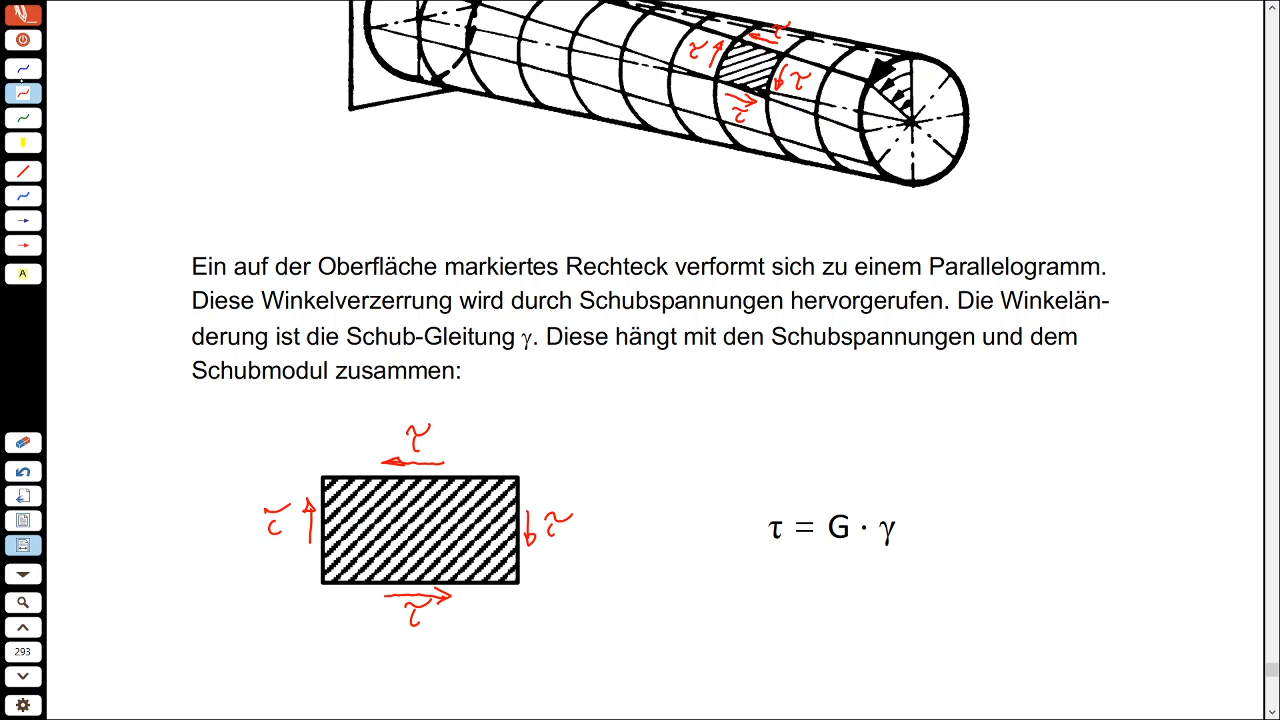 τ
τ
τ
τ
Ein auf der Oberfläche markiertes Rechteck verformt sich zu einem Parallelogramm.
Diese Winkelverzerrung wird durch Schubspannungen hervorgerufen. Die Winkelän-
derung ist die Schub-Gleitung γ. Diese hängt mit den Schubspannungen und dem
Schubmodul zusammen:
τ
τ
τ
τ = G · γ
τ
A
293